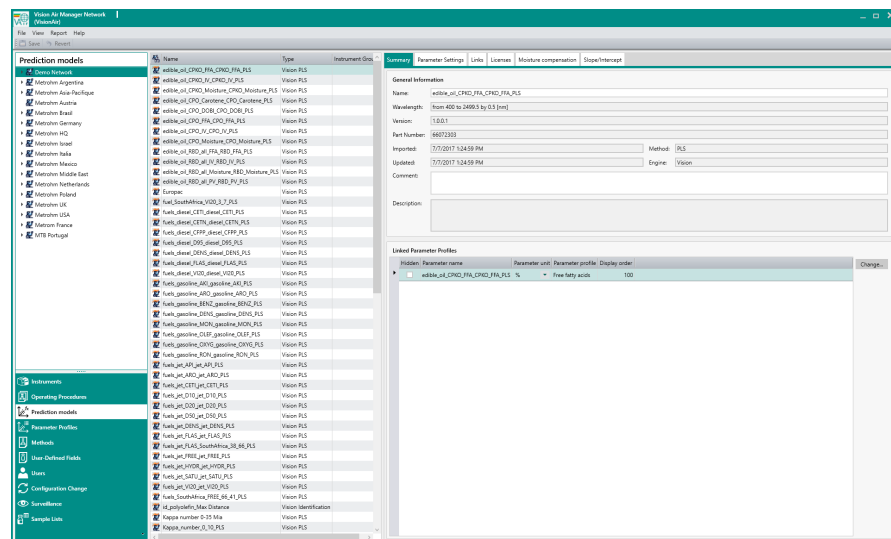 Vision Air Manager Network
(VisionAir)
File View Report Help
Save Revert
Prediction models
Demo Network
Metrohm Argentina
Metrohm Asia-Pacifique
Metrohm Austria
Metrohm Brasil
Metrohm Germany
Metrohm HQ
Metrohm Israel
Metrohm Italia
Metrohm Mexico
Metrohm Middle East
Metrohm Netherlands
Metrohm Poland
Metrohm UK
Metrohm USA
Metrom France
MTB Portugal
Instruments
Operating Procedures
Prediction models
Parameter Profiles
Methods
User-Defined Fields
Users
Configuration Change
Surveillance
Sample Lists
Name Type Instrument Grou
edible_oil_CPKO_FFA_CPKO_FFA_PLS Vision PLS
edible_oil_CPKO_IV_CPKO_IV_PLS Vision PLS
edible_oil_CPKO_Moisture_CPKO_Moisture_PLS Vision PLS
edible_oil_CPO_Carotene_CPO_Carotene_PLS Vision PLS
edible_oil_CPO_DOBI_CPO_DOBI_PLS Vision PLS
edible_oil_CPO_FFA_CPO_FFA_PLS Vision PLS
edible_oil_CPO_IV_CPO_IV_PLS Vision PLS
edible_oil_CPO_Moisture_CPO_Moisture_PLS Vision PLS
edible_oil_RBD_all_FFA_RBD_FFA_PLS Vision PLS
edible_oil_RBD_all_IV_RBD_IV_PLS Vision PLS
edible_oil_RBD_all_Moisture_RBD_Moisture_PLS Vision PLS
edible_oil_RBD_all_PV_RBD_PV_PLS Vision PLS
Europac Vision PLS
fuel_SouthAfrica_VI20_3_7_PLS Vision PLS
fuels_diesel_CETI_diesel_CETI_PLS Vision PLS
fuels_diesel_CETN_diesel_CETN_PLS Vision PLS
fuels_diesel_CFPP_diesel_CFPP_PLS Vision PLS
fuels_diesel_D95_diesel_D95_PLS Vision PLS
fuels_diesel_DENS_diesel_DENS_PLS Vision PLS
fuels_diesel_FLAS_diesel_FLAS_PLS Vision PLS
fuels_diesel_VI20_diesel_VI20_PLS Vision PLS
fuels_gasoline_AKI_gasoline_AKI_PLS Vision PLS
fuels_gasoline_ARO_gasoline_ARO_PLS Vision PLS
fuels_gasoline_BENZ_gasoline_BENZ_PLS Vision PLS
fuels_gasoline_DENS_gasoline_DENS_PLS Vision PLS
fuels_gasoline_MON_gasoline_MON_PLS Vision PLS
fuels_gasoline_OLEF_gasoline_OLEF_PLS Vision PLS
fuels_gasoline_OXYG_gasoline_OXYG_PLS Vision PLS
fuels_gasoline_RON_gasoline_RON_PLS Vision PLS
fuels_jet_API_jet_API_PLS Vision PLS
fuels_jet_ARO_jet_ARO_PLS Vision PLS
fuels_jet_CETI_jet_CETI_PLS Vision PLS
fuels_jet_D10_jet_D10_PLS Vision PLS
fuels_jet_D20_jet_D20_PLS Vision PLS
fuels_jet_D50_jet_D50_PLS Vision PLS
fuels_jet_DENS_jet_DENS_PLS Vision PLS
fuels_jet_FLAS_jet_FLAS_PLS Vision PLS
fuels_jet_FLAS_SouthAfrica_38_66_PLS Vision PLS
fuels_jet_FREE_jet_FREE_PLS Vision PLS
fuels_jet_HYDR_jet_HYDR_PLS Vision PLS
fuels_jet_SATU_jet_SATU_PLS Vision PLS
fuels_jet_VI20_jet_VI20_PLS Vision PLS
fuels_SouthAfrica_FREE_66_41_PLS Vision PLS
id_polyolefin_Max Distance Vision Identification
Kappa number 0-35 Mia Vision PLS
Kappa_number_0_10_PLS Vision PLS
Summary Parameter Settings Links Licenses Moisture compensation Slope/Intercept
General Information
Name: edible_oil_CPKO_FFA_CPKO_FFA_PLS
Wavelength: from 400 to 2499.5 by 0.5 [nm]
Version: 1.0.0.1
Part Number: 66072303
Imported: 7/7/2017 1:24:59 PM Method: PLS
Updated: 7/7/2017 1:24:59 PM Engine: Vision
Comment:
Description:
Linked Parameter Profiles
Hidden Parameter name Parameter unit Parameter profile Display order
edible_oil_CPKO_FFA_CPKO_FFA_PLS % Free fatty acids 100
Change...